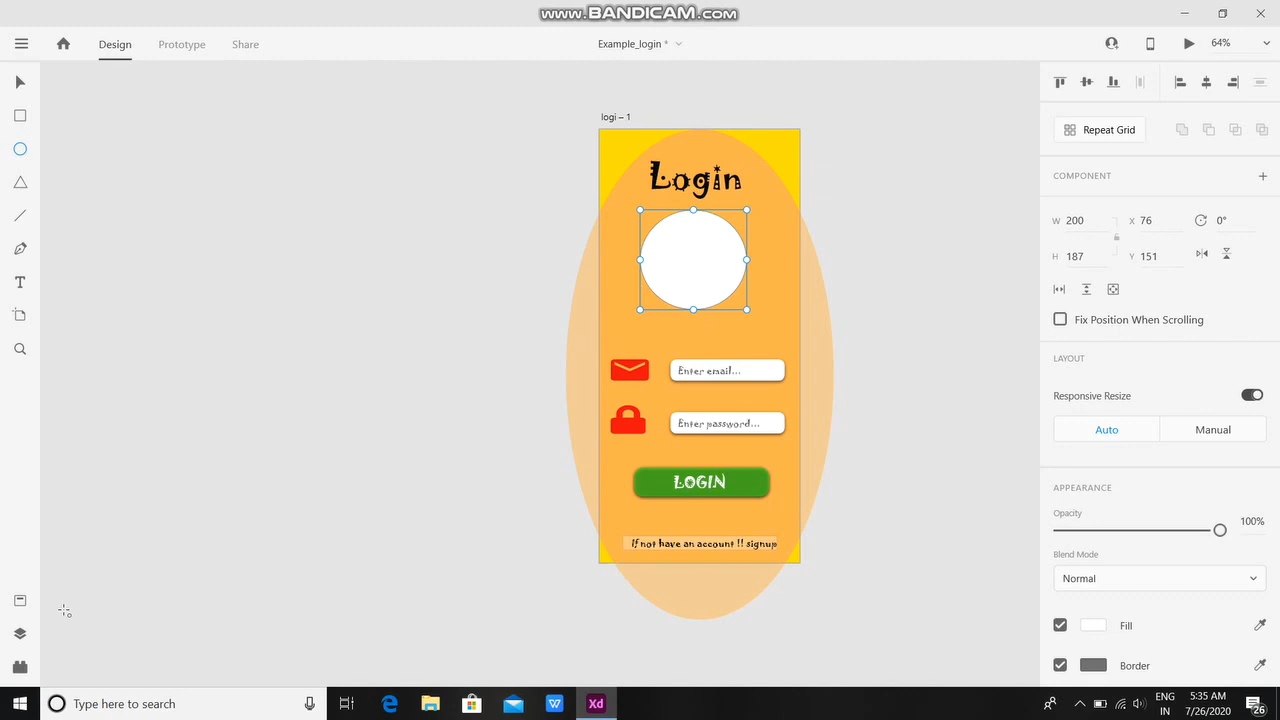 www.BANDICAM.com
Design
Prototype
Share
Example_login *
64%
Repeat Grid
COMPONENT
W 200
X 76
0°
H 187
Y 151
Fix Position When Scrolling
LAYOUT
Responsive Resize
Auto
Manual
APPEARANCE
Opacity
100%
Blend Mode
Normal
Fill
Border
logi – 1
Login
Enter email...
Enter password...
LOGIN
If not have an account !! signup
Type here to search
W
Xd
ENG
IN
5:35 AM
7/26/2020
26